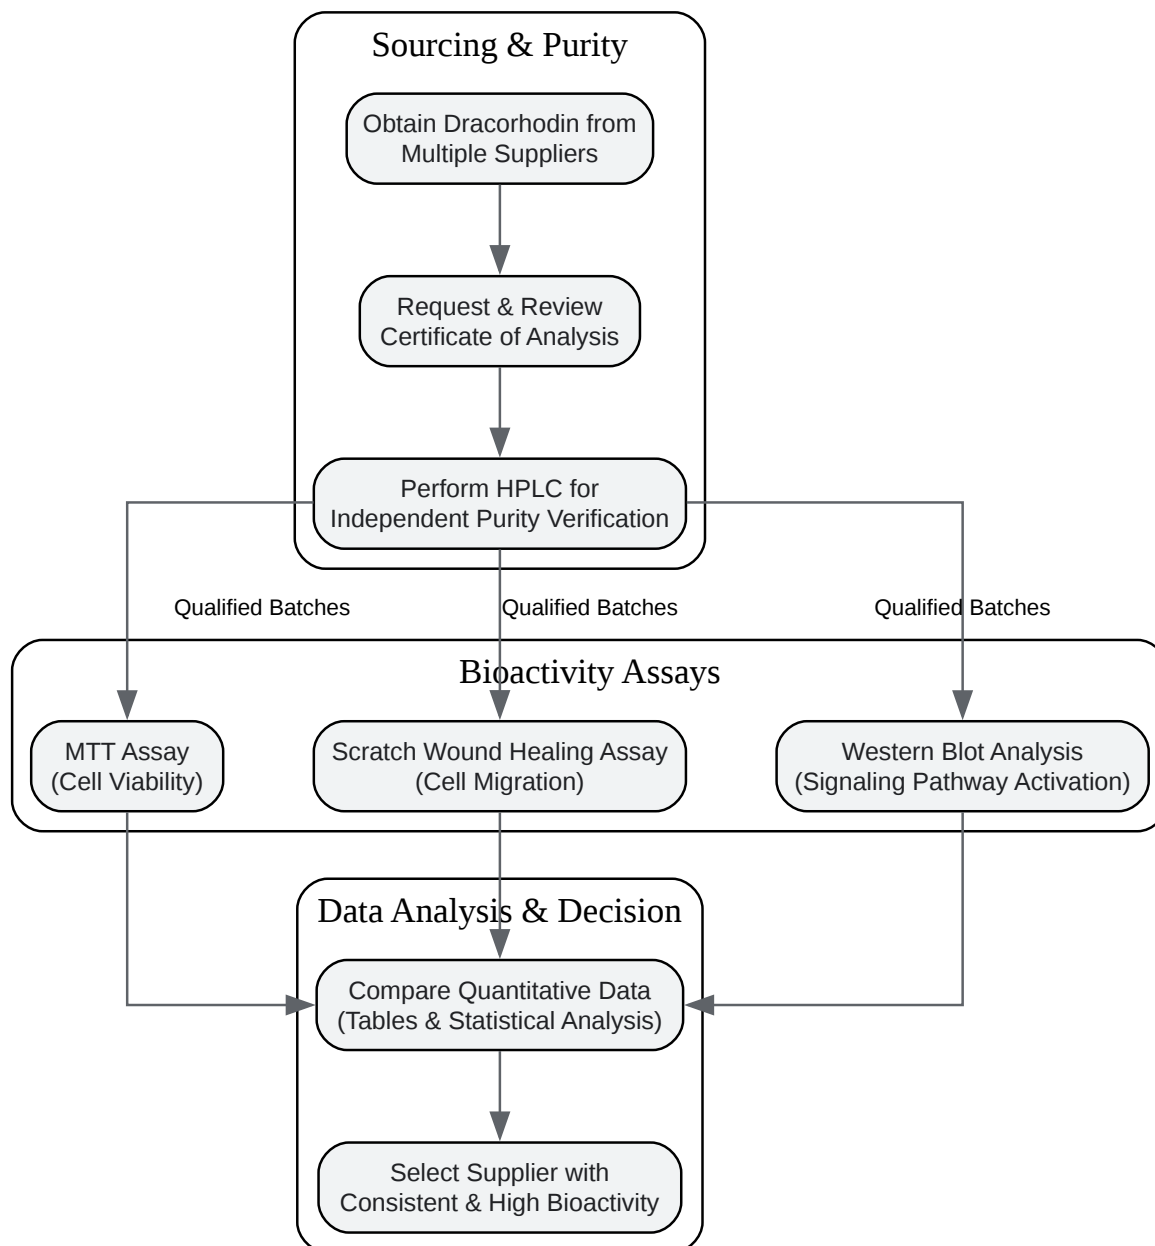 Sourcing & Purity
Obtain Dracorhodin from
Multiple Suppliers
Request & Review
Certificate of Analysis
Perform HPLC for
Independent Purity Verification
Qualified Batches
Qualified Batches
Qualified Batches
Bioactivity Assays
MTT Assay
(Cell Viability)
Scratch Wound Healing Assay
(Cell Migration)
Western Blot Analysis
(Signaling Pathway Activation)
Data Analysis & Decision
Compare Quantitative Data
(Tables & Statistical Analysis)
Select Supplier with
Consistent & High Bioactivity